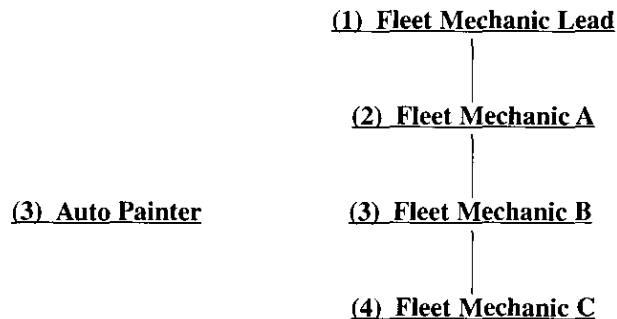 (1) Fleet Mechanic Lead
(2) Fleet Mechanic A
(3) Auto Painter
(3) Fleet Mechanic B
(4) Fleet Mechanic C